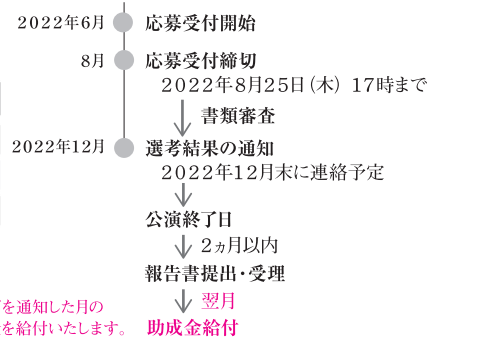 2022年6月 応募受付開始
8月 応募受付締切
2022年8月25日（木） 17時まで
書類審査
2022年12月 選考結果の通知
2022年12月末に連絡予定
公演終了日
2ヵ月以内
報告書提出・受理
翌月
を通知した月の
を給付いたします。 助成金給付